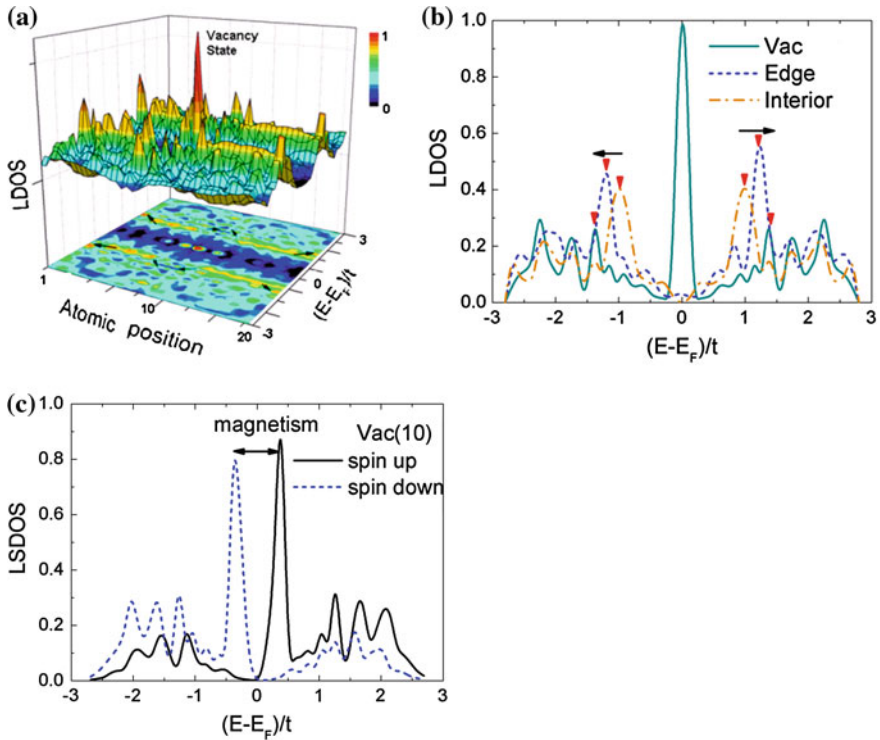 (a)
Vacancy
State
1
0
LDOS
1
10
20
Atomic position
-3
0
3
(E-E_F)/t
(b)
LDOS
1.0
0.8
0.6
0.4
0.2
0.0
Vac
Edge
Interior
-3 -2 -1 0 1 2 3
(E-E_F)/t
(c)
LSDOS
1.0
0.8
0.6
0.4
0.2
0.0
magnetism
Vac(10)
spin up
spin down
-3 -2 -1 0 1 2 3
(E-E_F)/t